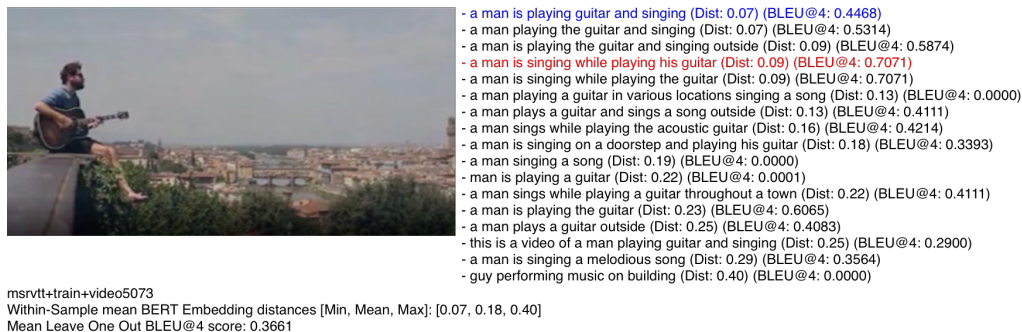 - a man is playing guitar and singing (Dist: 0.07) (BLEU@4: 0.4468)
- a man playing the guitar and singing (Dist: 0.07) (BLEU@4: 0.5314)
- a man is playing the guitar and singing outside (Dist: 0.09) (BLEU@4: 0.5874)
- a man is singing while playing his guitar (Dist: 0.09) (BLEU@4: 0.7071)
- a man is singing while playing the guitar (Dist: 0.09) (BLEU@4: 0.7071)
- a man playing a guitar in various locations singing a song (Dist: 0.13) (BLEU@4: 0.0000)
- a man plays a guitar and sings a song outside (Dist: 0.13) (BLEU@4: 0.4111)
- a man sings while playing the acoustic guitar (Dist: 0.16) (BLEU@4: 0.4214)
- a man is singing on a doorstep and playing his guitar (Dist: 0.18) (BLEU@4: 0.3393)
- a man singing a song (Dist: 0.19) (BLEU@4: 0.0000)
- man is playing a guitar (Dist: 0.22) (BLEU@4: 0.0001)
- a man sings while playing a guitar throughout a town (Dist: 0.22) (BLEU@4: 0.4111)
- a man is playing the guitar (Dist: 0.23) (BLEU@4: 0.6065)
- a man plays a guitar outside (Dist: 0.25) (BLEU@4: 0.4083)
- this is a video of a man playing guitar and singing (Dist: 0.25) (BLEU@4: 0.2900)
- a man is singing a melodious song (Dist: 0.29) (BLEU@4: 0.3564)
- guy performing music on building (Dist: 0.40) (BLEU@4: 0.0000)
msrvtt+train+video5073
Within-Sample mean BERT Embedding distances [Min, Mean, Max]: [0.07, 0.18, 0.40]
Mean Leave One Out BLEU@4 score: 0.3661